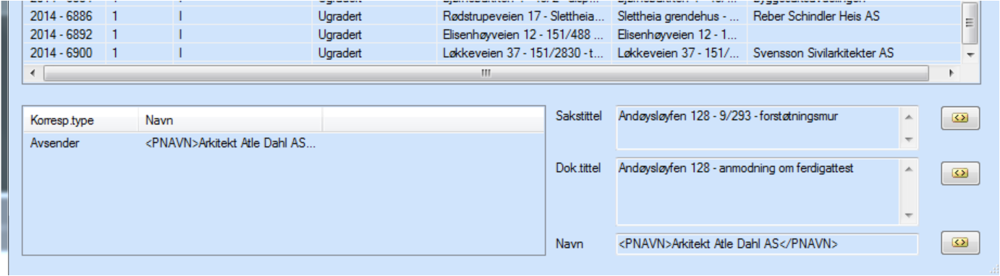 2014 - 6886 1 I Ugradert Rødstrupeveien 17 - Slettheia... Slettheia grendehus - ... Reber Schindler Heis AS
2014 - 6892 1 I Ugradert Elisenhøyveien 12 - 151/488 ... Elisenhøyveien 12 - 1...
2014 - 6900 1 I Ugradert Løkkeveien 37 - 151/2830 - t... Løkkeveien 37 - 151/... Svensson Sivilarkitekter AS
Korresp.type Navn
Avsender <PNAVN>Arkitekt Atle Dahl AS...
Sakstittel Andøysløyfen 128 - 9/293 - forstøtningsmur
Dok.tittel Andøysløyfen 128 - anmodning om ferdigattest
Navn <PNAVN>Arkitekt Atle Dahl AS</PNAVN>